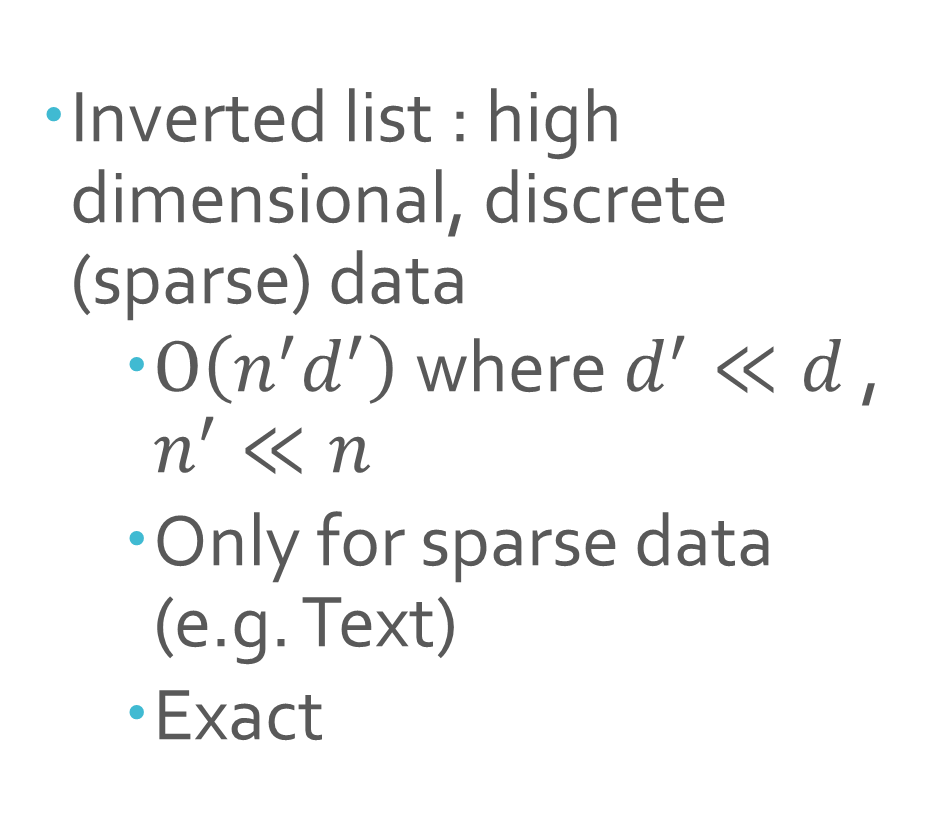 • Inverted list : high
dimensional, discrete
(sparse) data
• O(n′d′) where d′ ≪ d ,
n′ ≪ n
• Only for sparse data
(e.g. Text)
• Exact